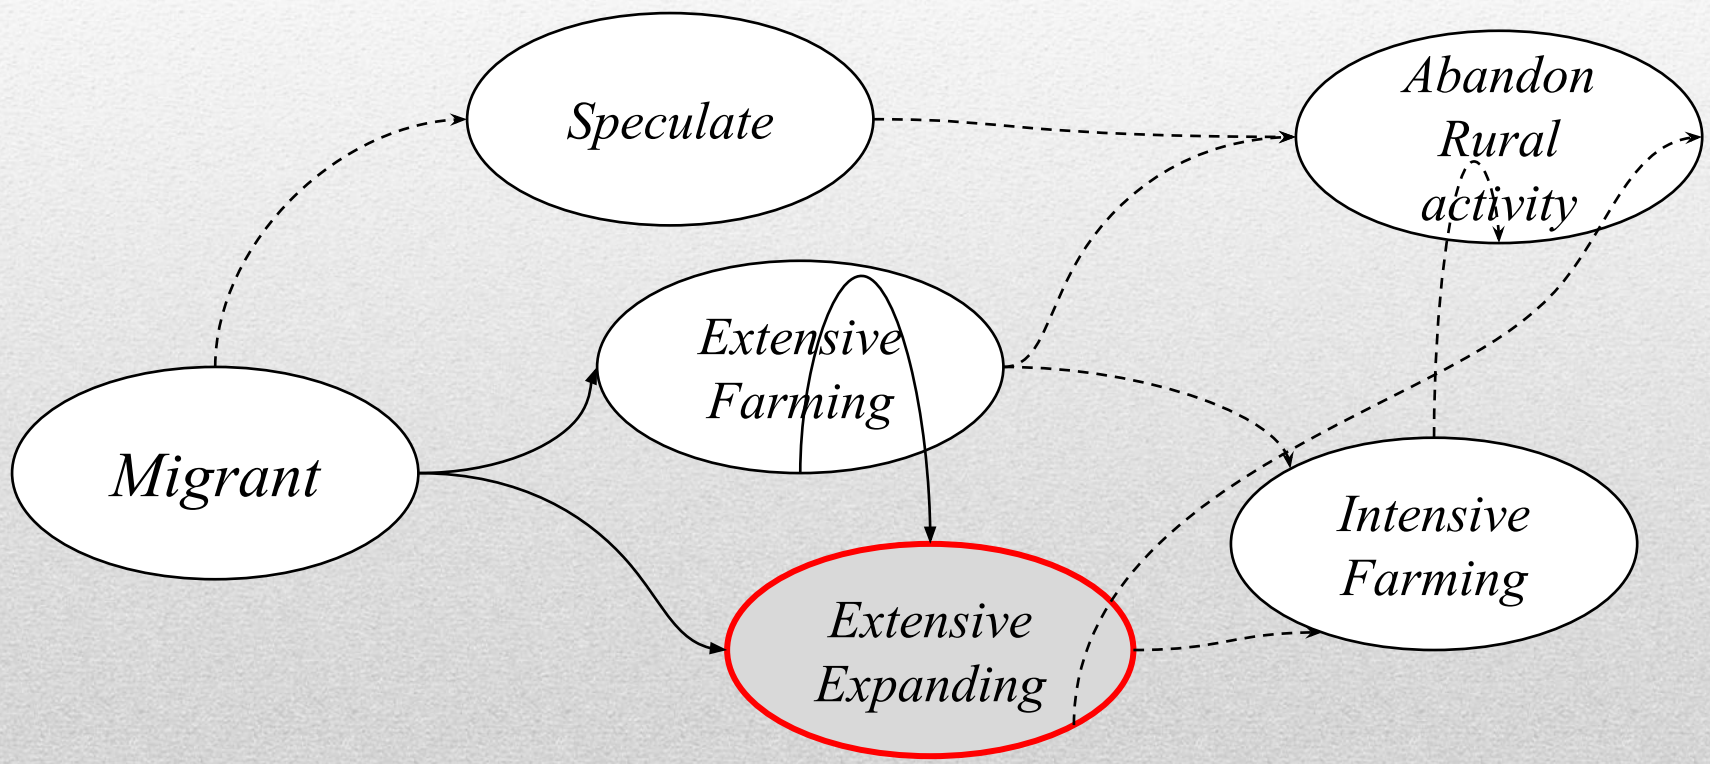 Speculate
Abandon
Rural
activity
Extensive
Farming
Migrant
Intensive
Farming
Extensive
Expanding